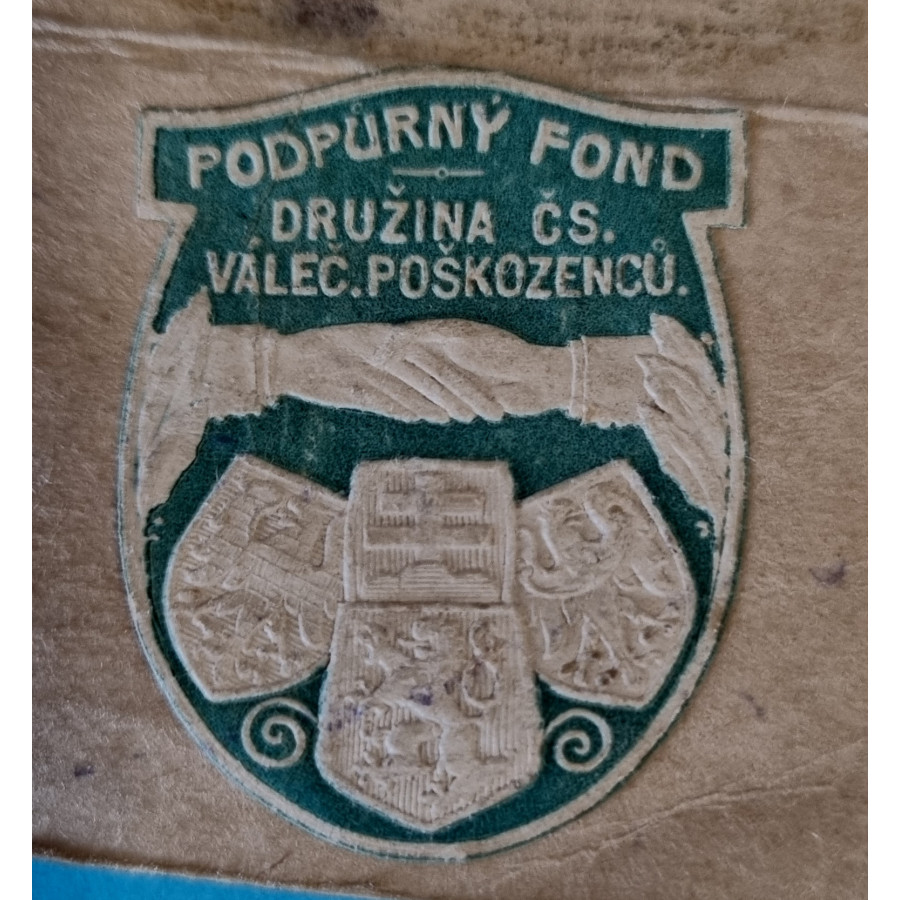 PODPŮRNÝ FOND
DRUŽINA ČS.
VÁLEČ. POŠKOZENCŮ.